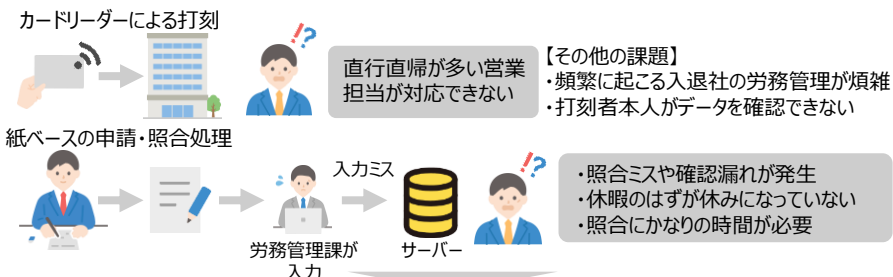 カードリーダーによる打刻
!?
直行直帰が多い営業
担当が対応できない
【その他の課題】
・頻繁に起こる入退社の労務管理が煩雑
・打刻者本人がデータを確認できない
紙ベースの申請・照合処理
入力ミス
!?
・照合ミスや確認漏れが発生
・休暇のはずが休みになっていない
・照合にかなりの時間が必要
労務管理課が
入力
サーバー